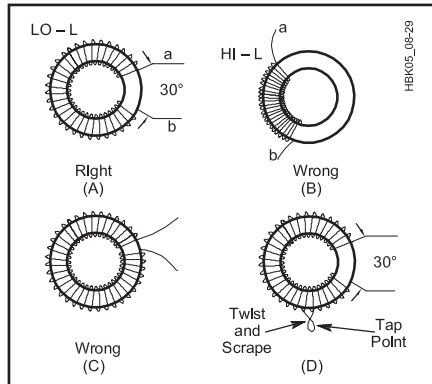 LO – L
a
30°
b
RIght
(A)
HI – L
a
b
Wrong
(B)
HBK05_08-29
Wrong
(C)
30°
TwIst
and
Scrape
Tap
PoInt
(D)